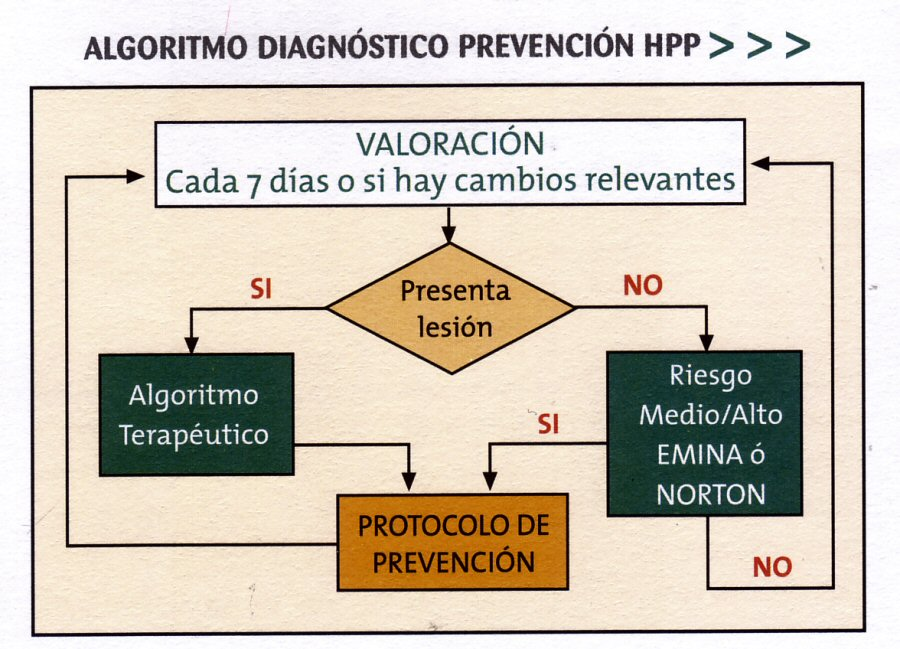 ALGORITMO DIAGNÓSTICO PREVENCIÓN HPP > > >
VALORACIÓN
Cada 7 días o si hay cambios relevantes
SI
NO
Presenta
lesión
Algoritmo
Terapéutico
Riesgo
Medio/Alto
EMINA ó
NORTON
SI
PROTOCOLO DE
PREVENCIÓN
NO